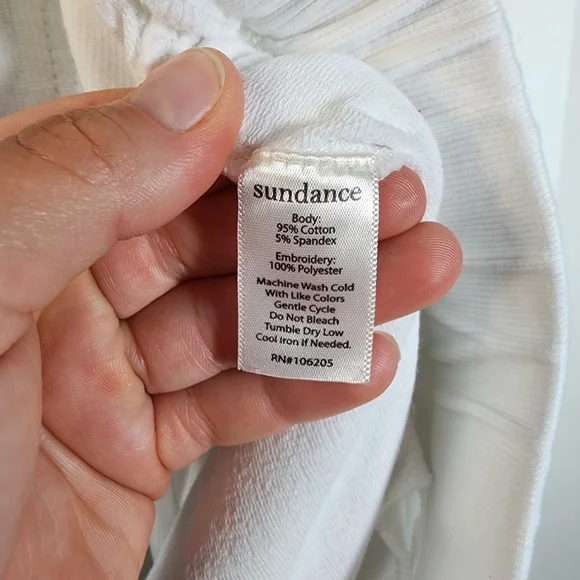 sundance
Body:
95% Cotton
5% Spandex
Embroidery:
100% Polyester
Machine Wash Cold
With Like Colors
Gentle Cycle
Do Not Bleach
Tumble Dry Low
Cool Iron if Needed.
RN#106205